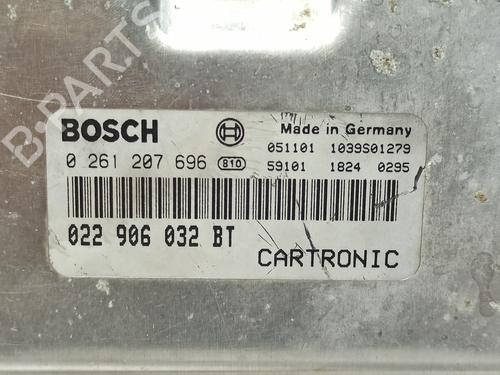 BOSCH
Made in Germany
051101 1039S01279
0 261 207 696 810
59101 1824 0295
022 906 032 BT
CARTRONIC
B-PARTS